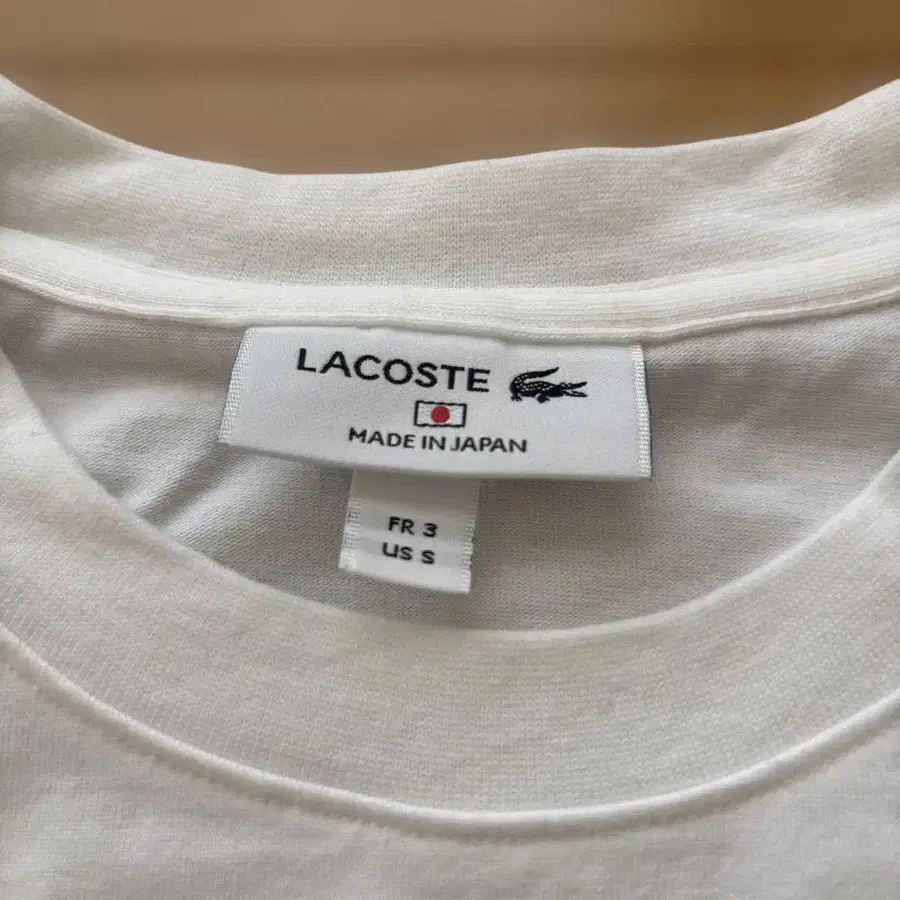 LACOSTE
MADE IN JAPAN
FR 3
US S